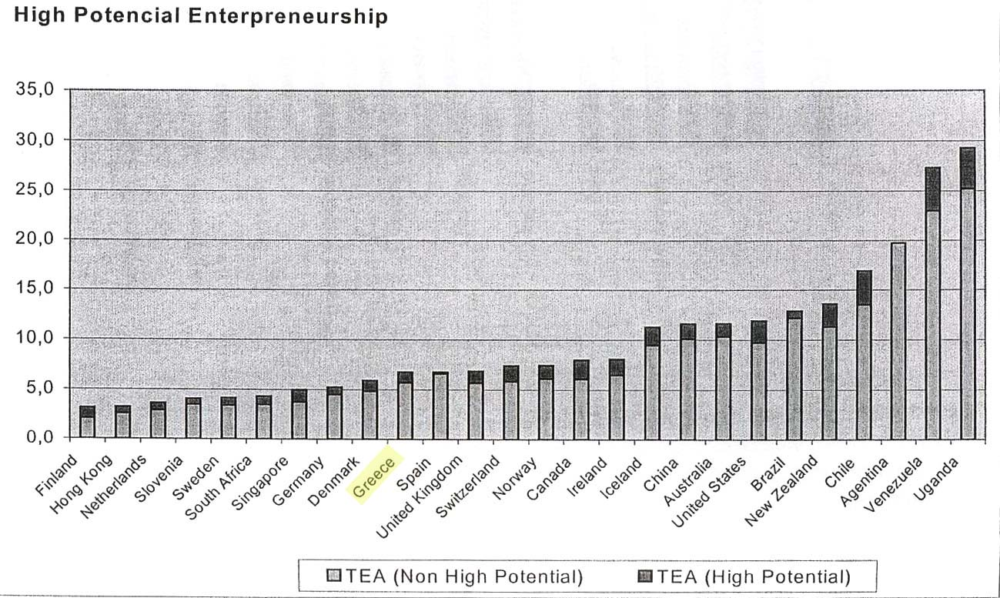 High Potencial Enterpreneurship
35,0
30,0
25,0
20,0
15,0
10,0
5,0
0,0
Finland
Hong Kong
Netherlands
Slovenia
Sweden
South Africa
Singapore
Germany
Denmark
Greece
Spain
United Kingdom
Switzerland
Norway
Canada
Ireland
Iceland
China
Australia
United States
Brazil
New Zealand
Chile
Agentina
Venezuela
Uganda
TEA (Non High Potential)
TEA (High Potential)